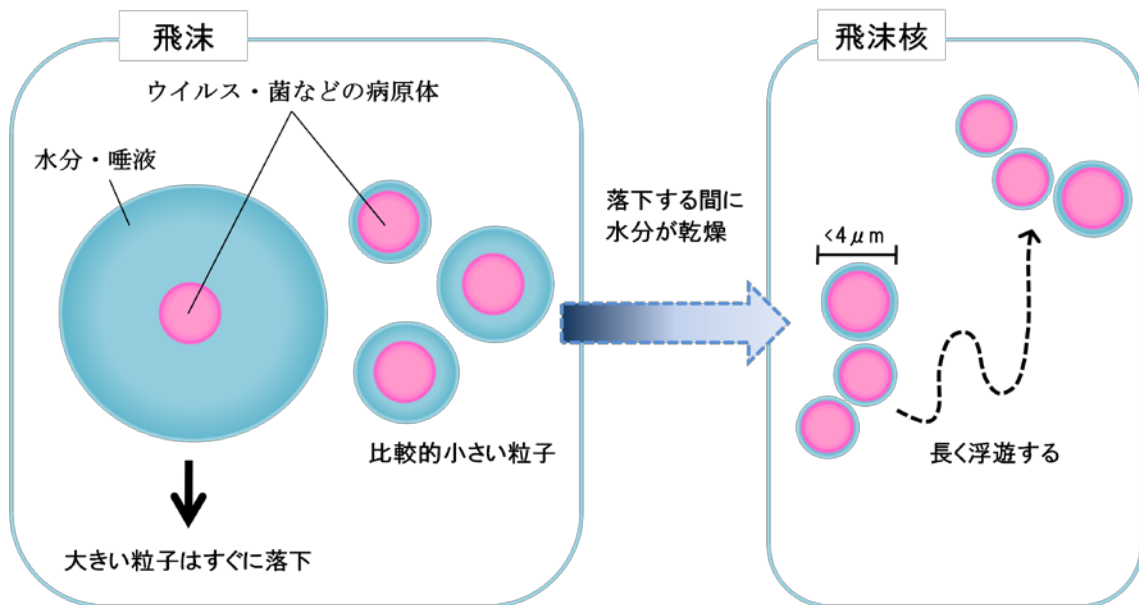 飛沫
ウイルス・菌などの病原体
水分・唾液
比較的小さい粒子
大きい粒子はすぐに落下
落下する間に
水分が乾燥
飛沫核
<4μm
長く浮遊する